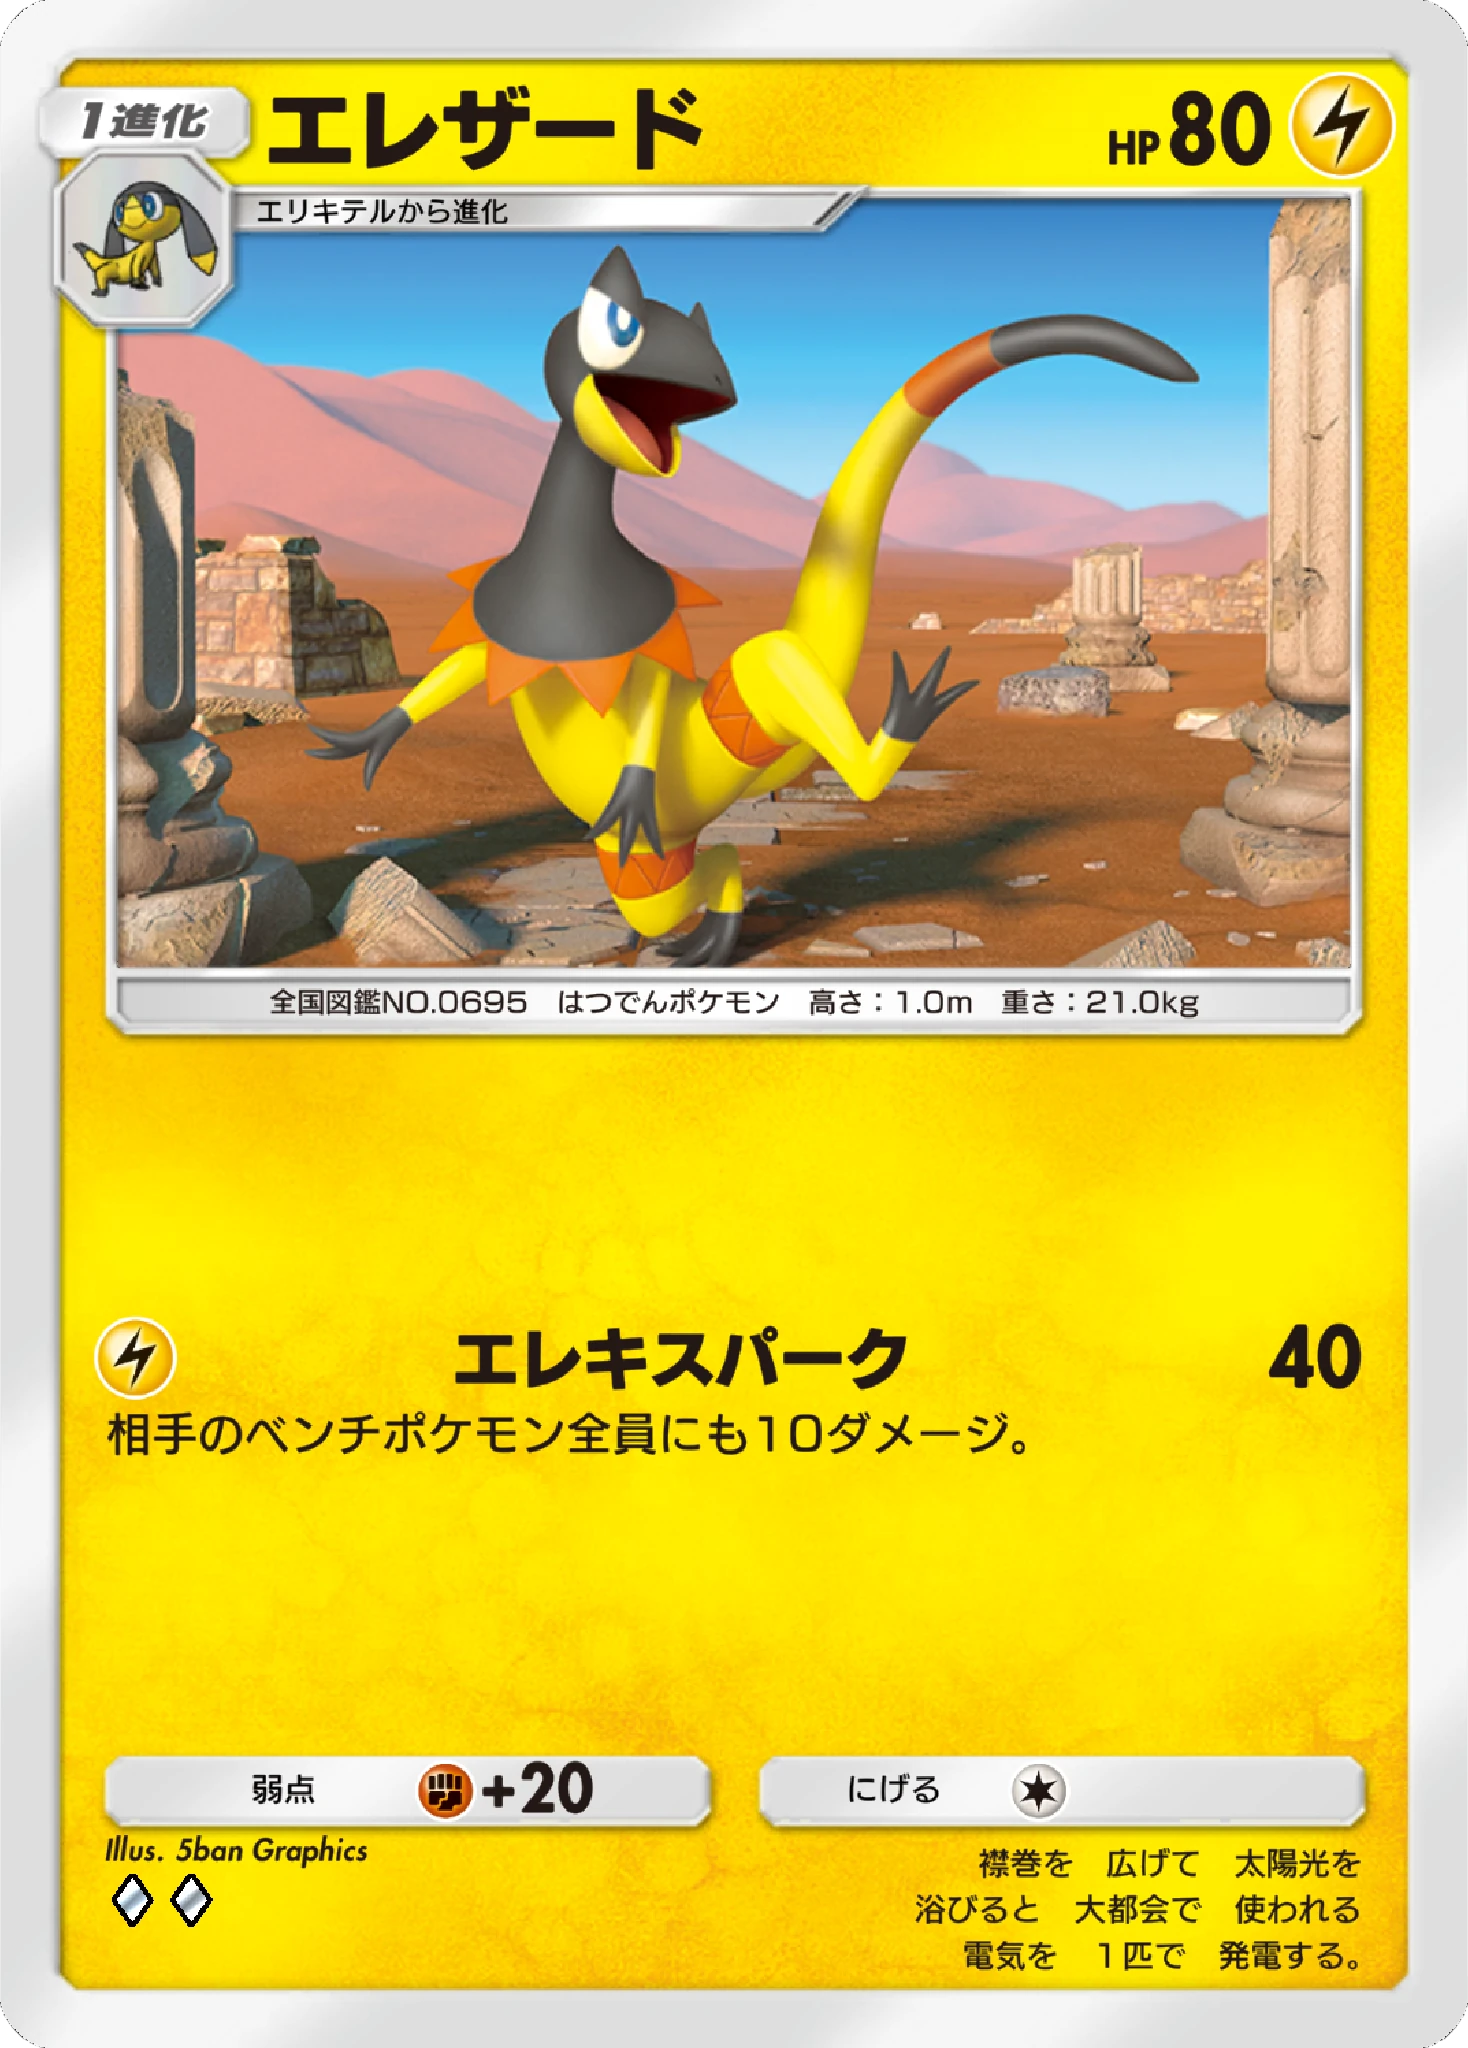 1進化
エレザード
HP 80
エリキテルから進化
全国図鑑NO.0695 はつでんポケモン 高さ：1.0m 重さ：21.0kg
エレキスパーク 40
相手のベンチポケモン全員にも10ダメージ。
弱点 +20 にげる
Illus. 5ban Graphics
襟巻を 広げて 太陽光を
浴びると 大都会で 使われる
電気を 1匹で 発電する。